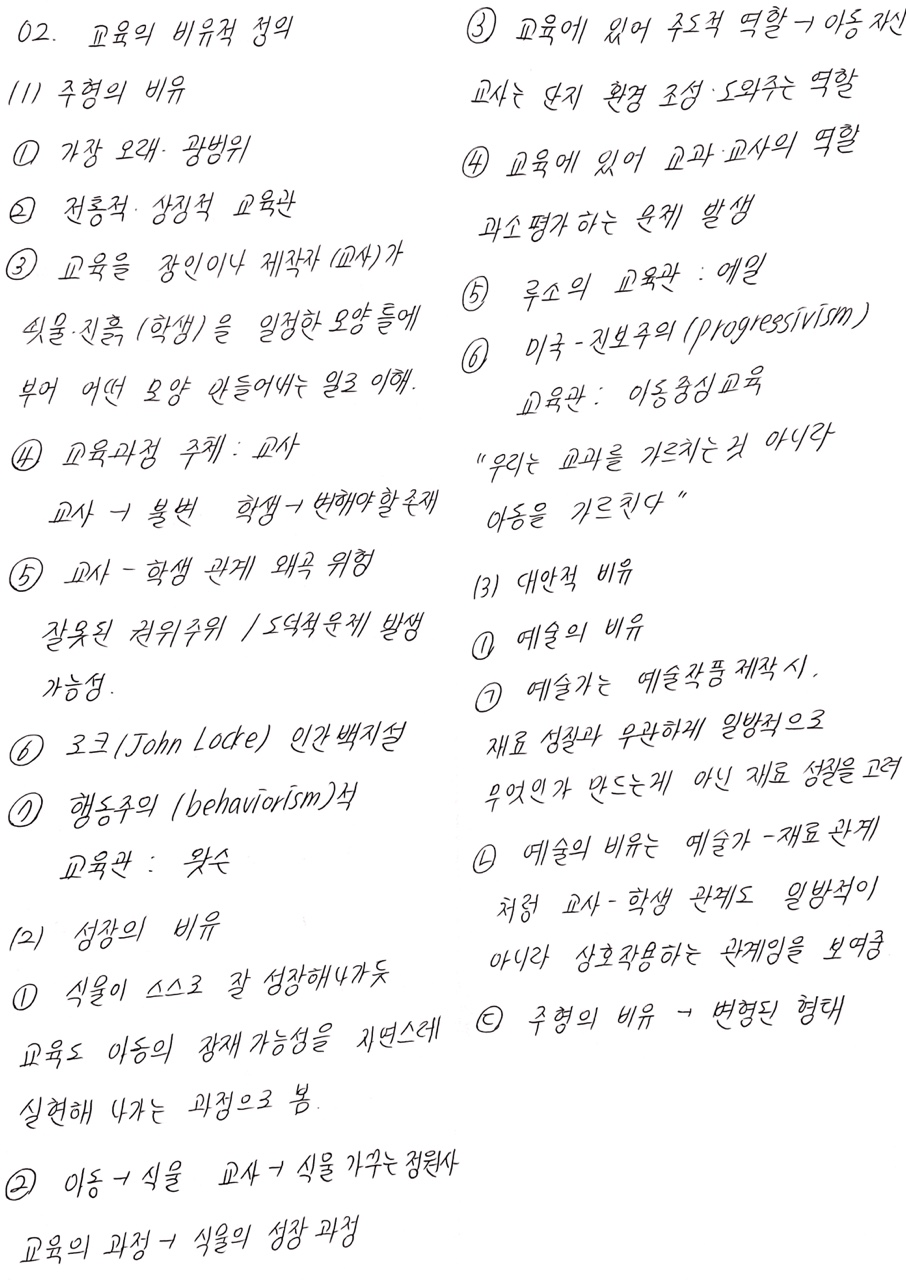 02. 교육의 비유적 정의
(1) 주형의 비유
① 가장 오래·광범위
② 전통적·상징적 교육관
③ 교육을 장인이나 제작자(교사)가
쇳물·진흙(학생)을 일정한 모양 틀에
부어 어떤 모양 만들어내는 일로 이해.
④ 교육과정 주체 : 교사
교사 → 불변 학생 → 변해야할 존재
⑤ 교사 - 학생 관계 왜곡 위험
잘못된 권위주위 / 도덕적문제 발생
가능성.
⑥ 로크(John Locke) 인간백지설
⑦ 행동주의 (behaviorism)적
교육관 : 왓슨
(2) 성장의 비유
① 식물이 스스로 잘 성장해나가듯
교육도 아동의 잠재가능성을 자연스레
실현해 나가는 과정으로 봄.
② 아동 → 식물 교사 → 식물 가꾸는 정원사
교육의 과정 → 식물의 성장 과정
③ 교육에 있어 주도적 역할 → 아동 자신
교사는 단지 환경 조성·도와주는 역할
④ 교육에 있어 교과·교사의 역할
과소평가하는 문제 발생
⑤ 루소의 교육관 : 에밀
⑥ 미국 - 진보주의(progressivism)
교육관 : 아동중심교육
"우리는 교과를 가르치는 것 아니라
아동을 가르친다"
(3) 대안적 비유
① 예술의 비유
㉠ 예술가는 예술작품 제작 시,
재료 성질과 무관하게 일방적으로
무엇인가 만드는게 아닌 재료 성질을 고려
㉡ 예술의 비유는 예술가 - 재료 관계
처럼 교사 - 학생 관계도 일방적이
아니라 상호작용하는 관계임을 보여줌
㉢ 주형의 비유 → 변형된 형태